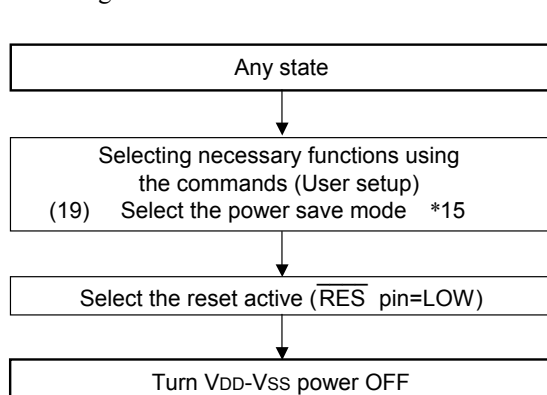 Any state
Selecting necessary functions using
the commands (User setup)
(19) Select the power save mode *15
Select the reset active (RES pin=LOW)
Turn VDD-VSS power OFF